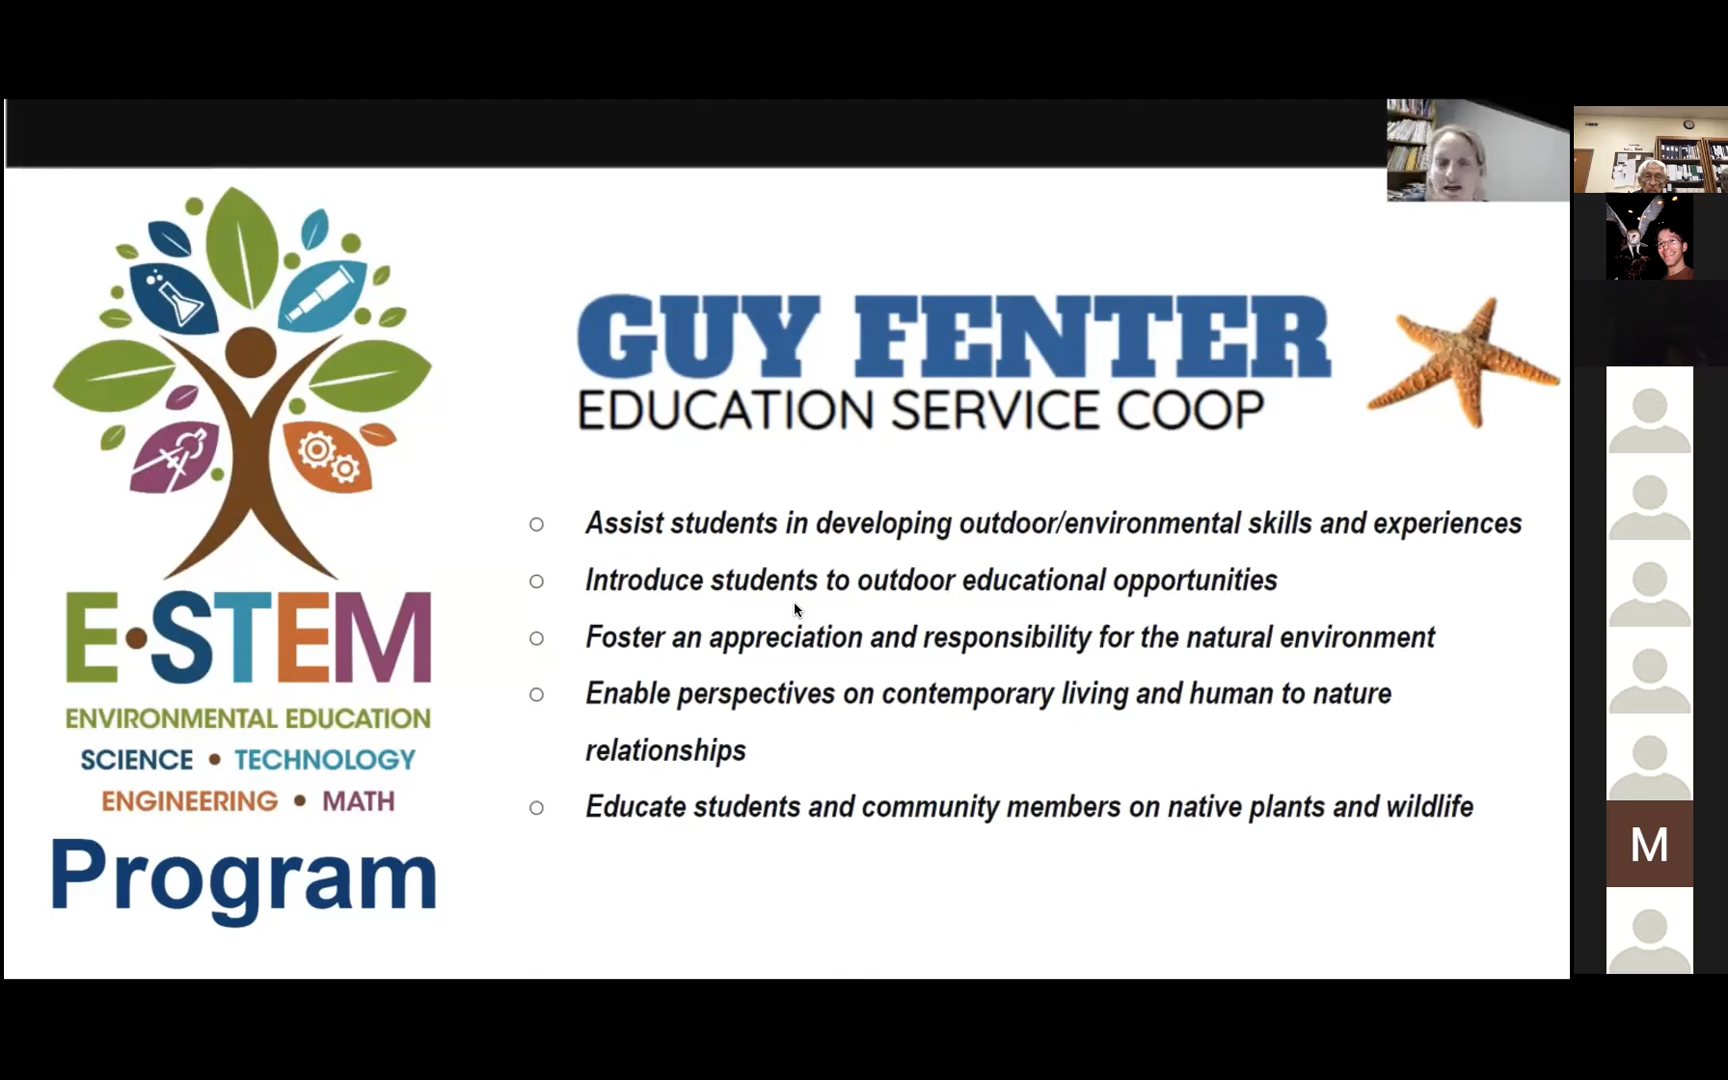 E•STEM
ENVIRONMENTAL EDUCATION
SCIENCE • TECHNOLOGY
ENGINEERING • MATH
Program
GUY FENTER
EDUCATION SERVICE COOP
Assist students in developing outdoor/environmental skills and experiences
Introduce students to outdoor educational opportunities
Foster an appreciation and responsibility for the natural environment
Enable perspectives on contemporary living and human to nature
relationships
Educate students and community members on native plants and wildlife
M